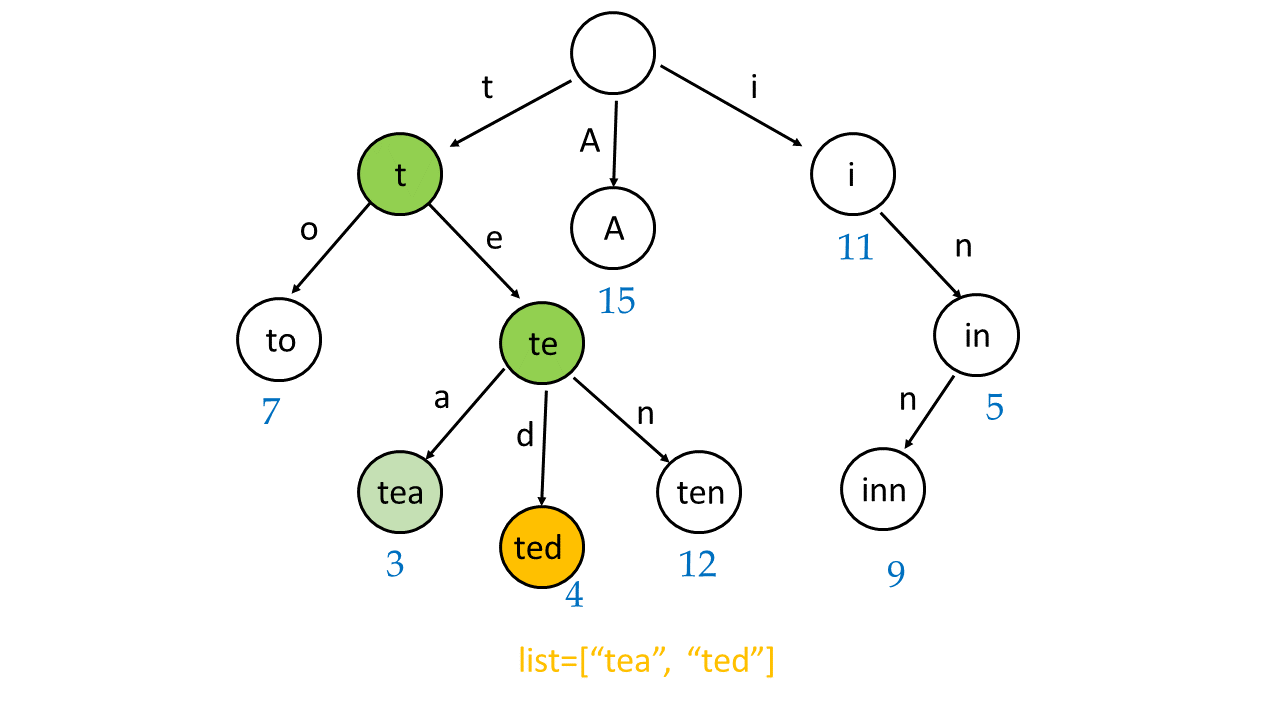 t
A
i
t
A
i
11
15
o
e
n
to
7
te
in
5
a
d
n
n
tea
3
ted
4
ten
12
inn
9
list=[“tea”, “ted”]